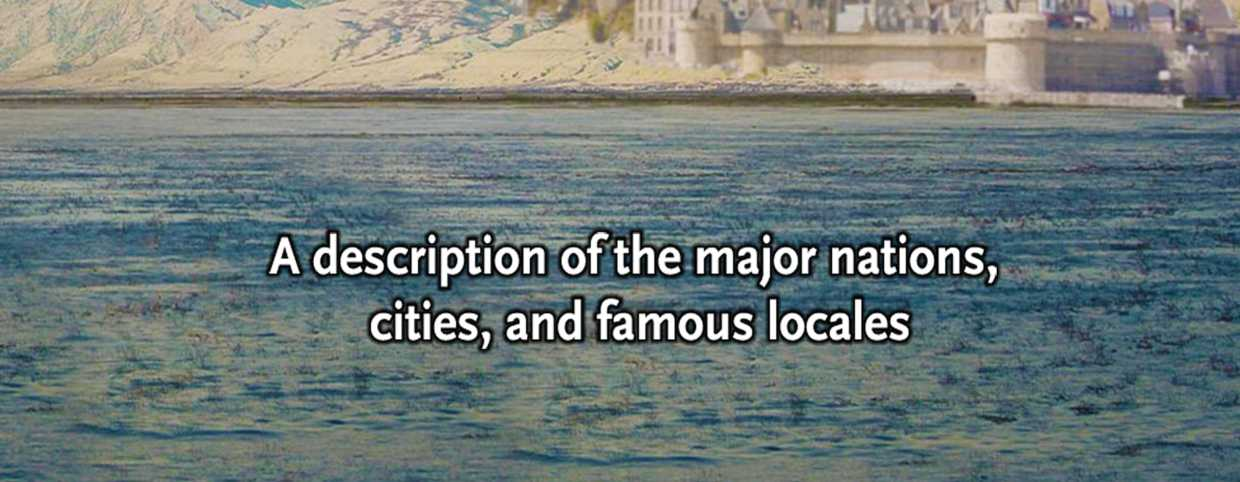 A description of the major nations,
cities, and famous locales